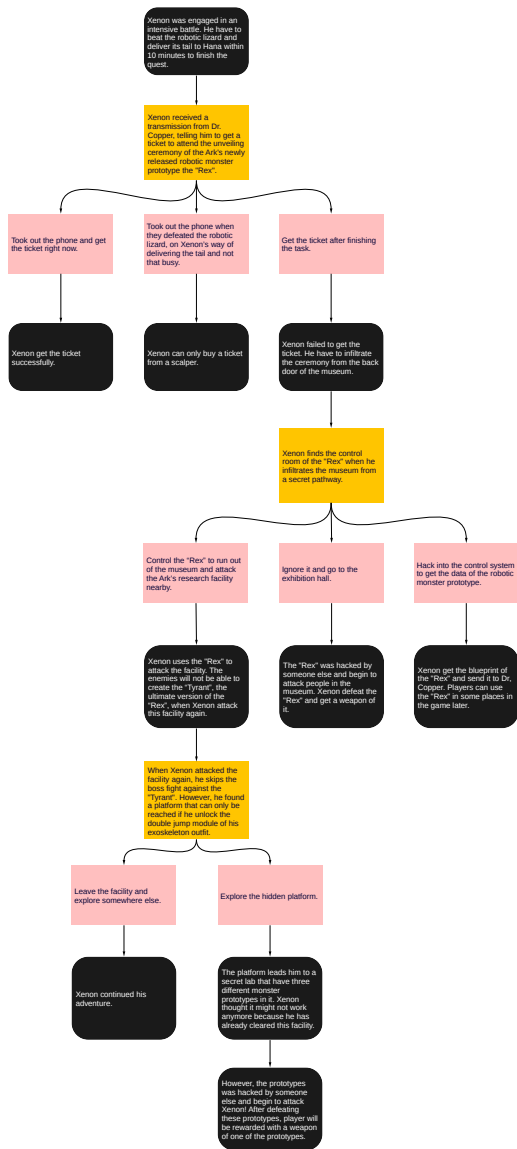 Xenon was engaged in an
intensive battle. He have to
beat the robotic lizard and
deliver its tail to Hana within
10 minutes to finish the
quest.
Xenon received a
transmission from Dr.
Copper, telling him to get a
ticket to attend the unveiling
ceremony of the Ark's newly
released robotic monster
prototype the "Rex".
Took out the phone and get
the ticket right now.
Took out the phone when
they defeated the robotic
lizard, on Xenon's way of
delivering the tail and not
that busy.
Get the ticket after finishing
the task.
Xenon get the ticket
successfully.
Xenon can only buy a ticket
from a scalper.
Xenon failed to get the
ticket. He have to infiltrate
the ceremony from the back
door of the museum.
Xenon finds the control
room of the "Rex" when he
infiltrates the museum from
a secret pathway.
Control the "Rex" to run out
of the museum and attack
the Ark's research facility
nearby.
Ignore it and go to the
exhibition hall.
Hack into the control system
to get the data of the robotic
monster prototype.
Xenon uses the "Rex" to
attack the facility. The
enemies will not be able to
create the "Tyrant", the
ultimate version of the
"Rex", when Xenon attack
this facility again.
The "Rex" was hacked by
someone else and begin to
attack people in the
museum. Xenon defeat the
"Rex" and get a weapon of
it.
Xenon get the blueprint of
the "Rex" and send it to Dr,
Copper. Players can use
the "Rex" in some places in
the game later.
When Xenon attacked the
facility again, he skips the
boss fight against the
"Tyrant". However, he found
a platform that can only be
reached if he unlock the
double jump module of his
exoskeleton outfit.
Leave the facility and
explore somewhere else.
Explore the hidden platform.
Xenon continued his
adventure.
The platform leads him to a
secret lab that have three
different monster
prototypes in it. Xenon
thought it might not work
anymore because he has
already cleared this facility.
However, the prototypes
was hacked by someone
else and begin to attack
Xenon! After defeating
these prototypes, player will
be rewarded with a weapon
of one of the prototypes.